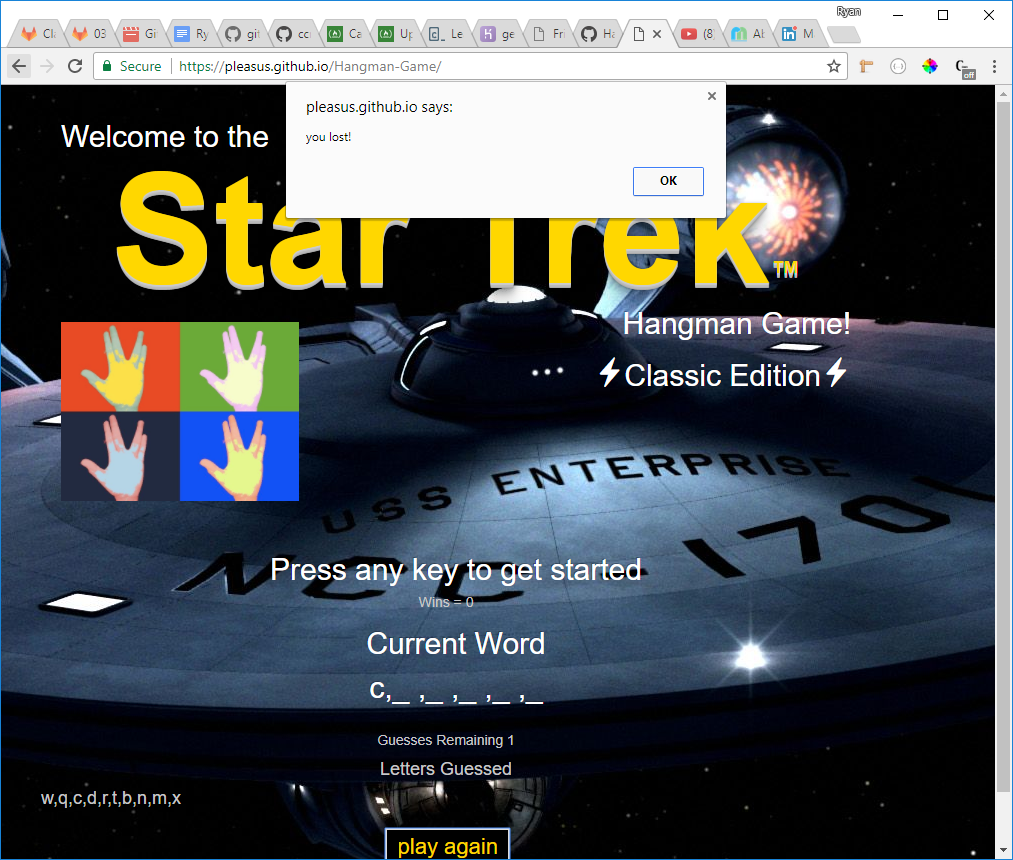 Ryan
Cl
03
Gi
Ry
git
cc
Ca
Up
Le
ge
Fr
Ha
(8
Al
M
Secure
https://pleasus.github.io/Hangman-Game/
off
pleasus.github.io says:
you lost!
OK
Welcome to the
Star Trek™
Hangman Game!
Classic Edition
USS ENTERPRISE
NCC-170
Press any key to get started
Wins = 0
Current Word
c,_ ,_ ,_ ,_ ,_
Guesses Remaining 1
Letters Guessed
w,q,c,d,r,t,b,n,m,x
play again